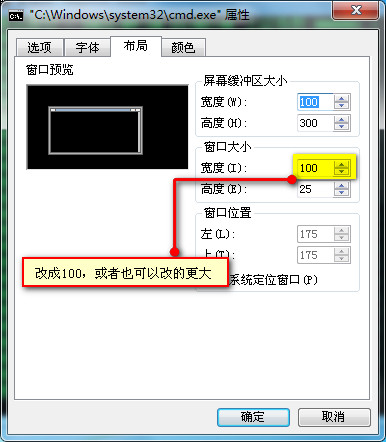 "C:\Windows\system32\cmd.exe" 属性
选项 字体 布局 颜色
窗口预览
屏幕缓冲区大小
宽度(W): 100
高度(H): 300
窗口大小
宽度(I): 100
高度(E): 25
窗口位置
左(L): 175
上(T): 175
改成100，或者也可以改的更大
系统定位窗口(P)
确定 取消